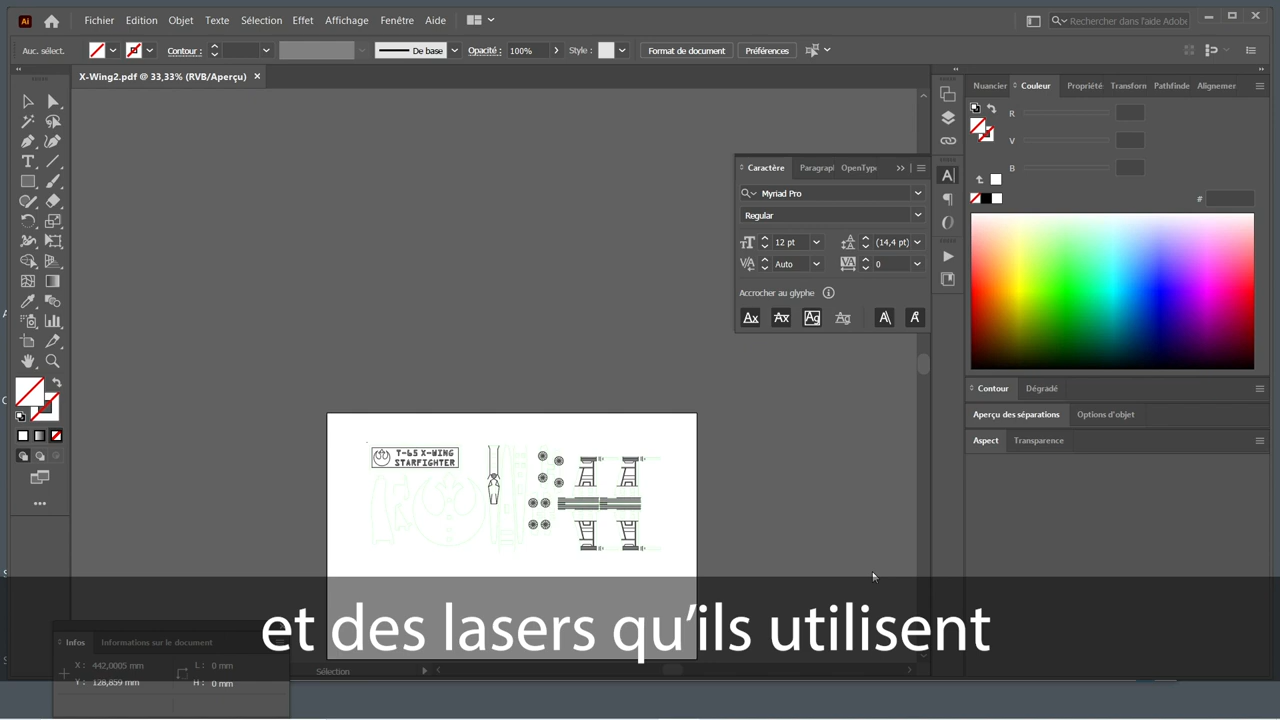 Ai
Fichier Edition Objet Texte Sélection Effet Affichage Fenêtre Aide
Rechercher dans l'aide Adobe
Auc. sélect.
Contour :
De base
Opacité :
100%
Style :
Format de document
Préférences
X-Wing2.pdf @ 33,33% (RVB/Aperçu) ×
Nuancier
Couleur
Propriété
Transforn
Pathfinde
Alignemer
R
V
B
#
Caractère
Paragrapl
OpenType
Myriad Pro
Regular
12 pt
(14,4 pt)
Auto
0
Accrocher au glyphe
Contour
Dégradé
Aperçu des séparations
Options d'objet
Aspect
Transparence
T-65 X-WING
STARFIGHTER
et des lasers qu'ils utilisent
Infos
Informations sur le document
X : 442,0005 mm
L : 0 mm
Y : 128,859 mm
H : 0 mm
Sélection